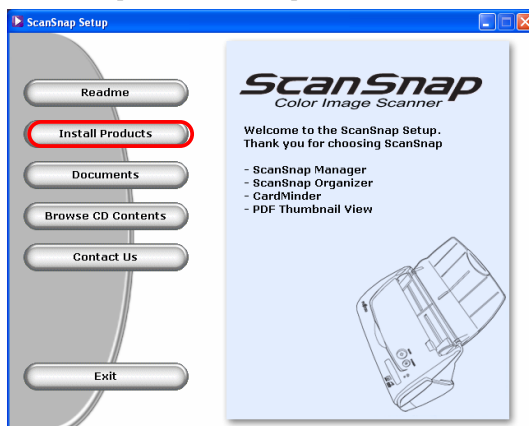 ScanSnap Setup
Readme
Install Products
Documents
Browse CD Contents
Contact Us
Exit
ScanSnap
Color Image Scanner
Welcome to the ScanSnap Setup.
Thank you for choosing ScanSnap
- ScanSnap Manager
- ScanSnap Organizer
- CardMinder
- PDF Thumbnail View